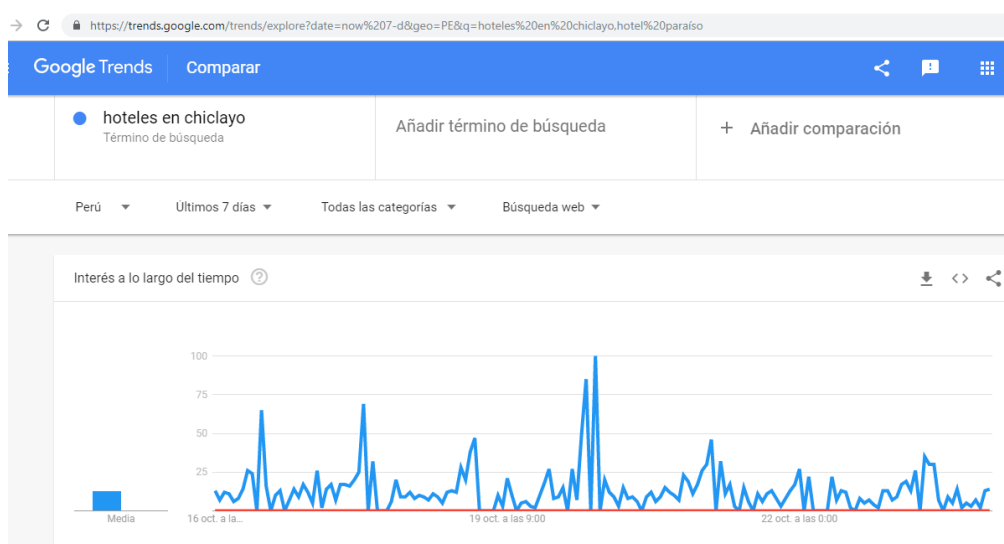 https://trends.google.com/trends/explore?date=now%207-d&geo=PE&q=hoteles%20en%20chiclayo,hotel%20paraíso
Google Trends Comparar
hoteles en chiclayo
Término de búsqueda
Añadir término de búsqueda
+ Añadir comparación
Perú Últimos 7 días Todas las categorías Búsqueda web
Interés a lo largo del tiempo
100
75
50
25
Media
16 oct. a la... 19 oct. a las 9:00 22 oct. a las 0:00